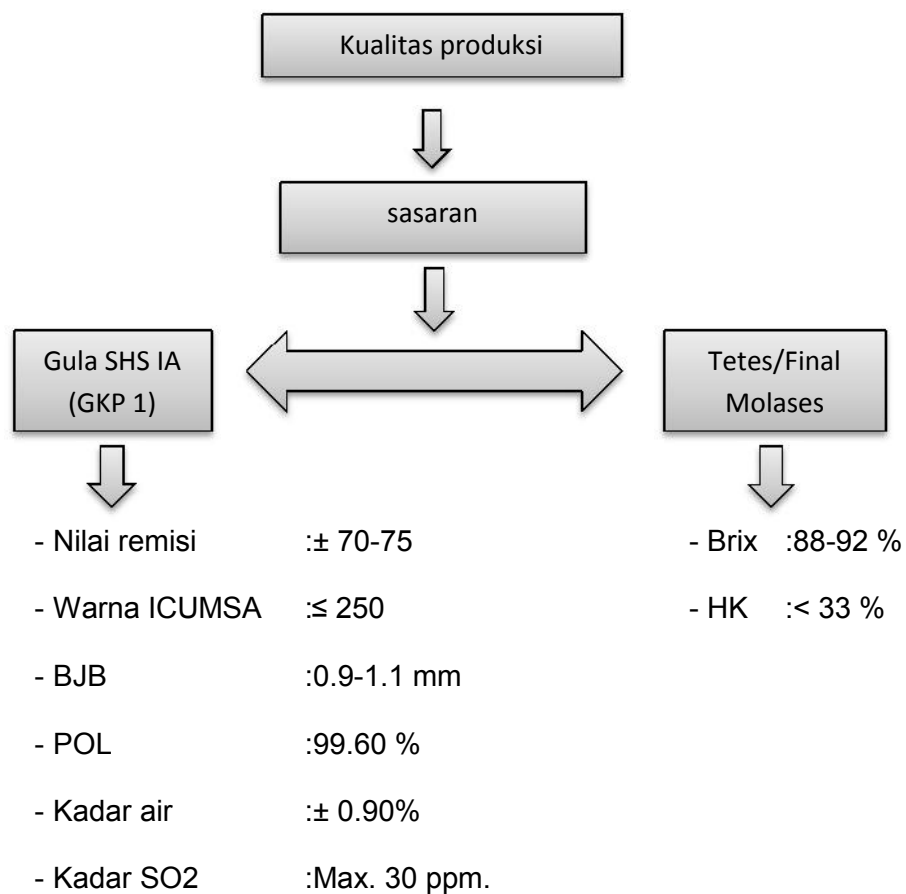 Kualitas produksi
sasaran
Gula SHS IA
(GKP 1)
Tetes/Final
Molases
- Nilai remisi :± 70-75
- Warna ICUMSA :≤ 250
- BJB :0.9-1.1 mm
- POL :99.60 %
- Kadar air :± 0.90%
- Kadar SO2 :Max. 30 ppm.
- Brix :88-92 %
- HK :< 33 %